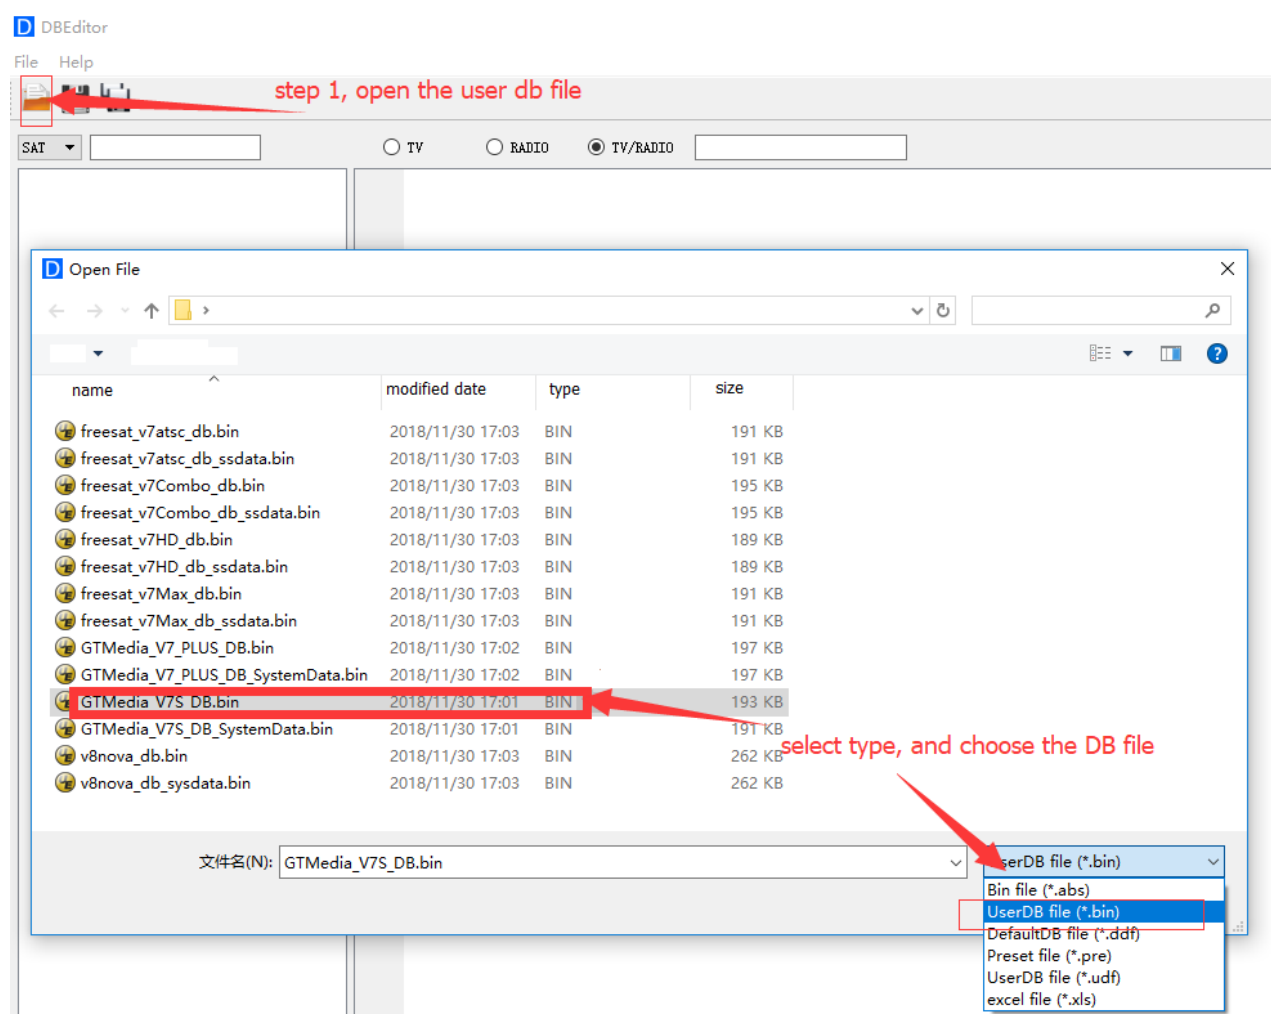 DBEditor
File Help
step 1, open the user db file
SAT TV RADIO TV/RADIO
Open File
name modified date type size
freesat_v7atsc_db.bin 2018/11/30 17:03 BIN 191 KB
freesat_v7atsc_db_ssdata.bin 2018/11/30 17:03 BIN 191 KB
freesat_v7Combo_db.bin 2018/11/30 17:03 BIN 195 KB
freesat_v7Combo_db_ssdata.bin 2018/11/30 17:03 BIN 195 KB
freesat_v7HD_db.bin 2018/11/30 17:03 BIN 189 KB
freesat_v7HD_db_ssdata.bin 2018/11/30 17:03 BIN 189 KB
freesat_v7Max_db.bin 2018/11/30 17:03 BIN 191 KB
freesat_v7Max_db_ssdata.bin 2018/11/30 17:03 BIN 191 KB
GTMedia_V7_PLUS_DB.bin 2018/11/30 17:02 BIN 197 KB
GTMedia_V7_PLUS_DB_SystemData.bin 2018/11/30 17:02 BIN 197 KB
GTMedia_V7S_DB.bin 2018/11/30 17:01 BIN 193 KB
GTMedia_V7S_DB_SystemData.bin 2018/11/30 17:01 BIN 191 KB
select type, and choose the DB file
v8nova_db.bin 2018/11/30 17:03 BIN 262 KB
v8nova_db_sysdata.bin 2018/11/30 17:03 BIN 262 KB
文件名(N): GTMedia_V7S_DB.bin UserDB file (*.bin)
Bin file (*.abs)
UserDB file (*.bin)
DefaultDB file (*.ddf)
Preset file (*.pre)
UserDB file (*.udf)
excel file (*.xls)